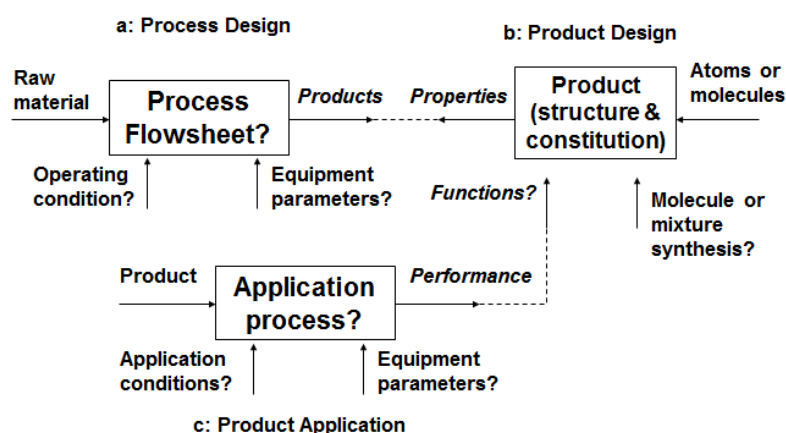 a: Process Design
b: Product Design
Raw
material
Process
Flowsheet?
Products
Properties
Product
(structure &
constitution)
Atoms or
molecules
Operating
condition?
Equipment
parameters?
Functions?
Molecule or
mixture
synthesis?
Product
Application
process?
Performance
Application
conditions?
Equipment
parameters?
c: Product Application